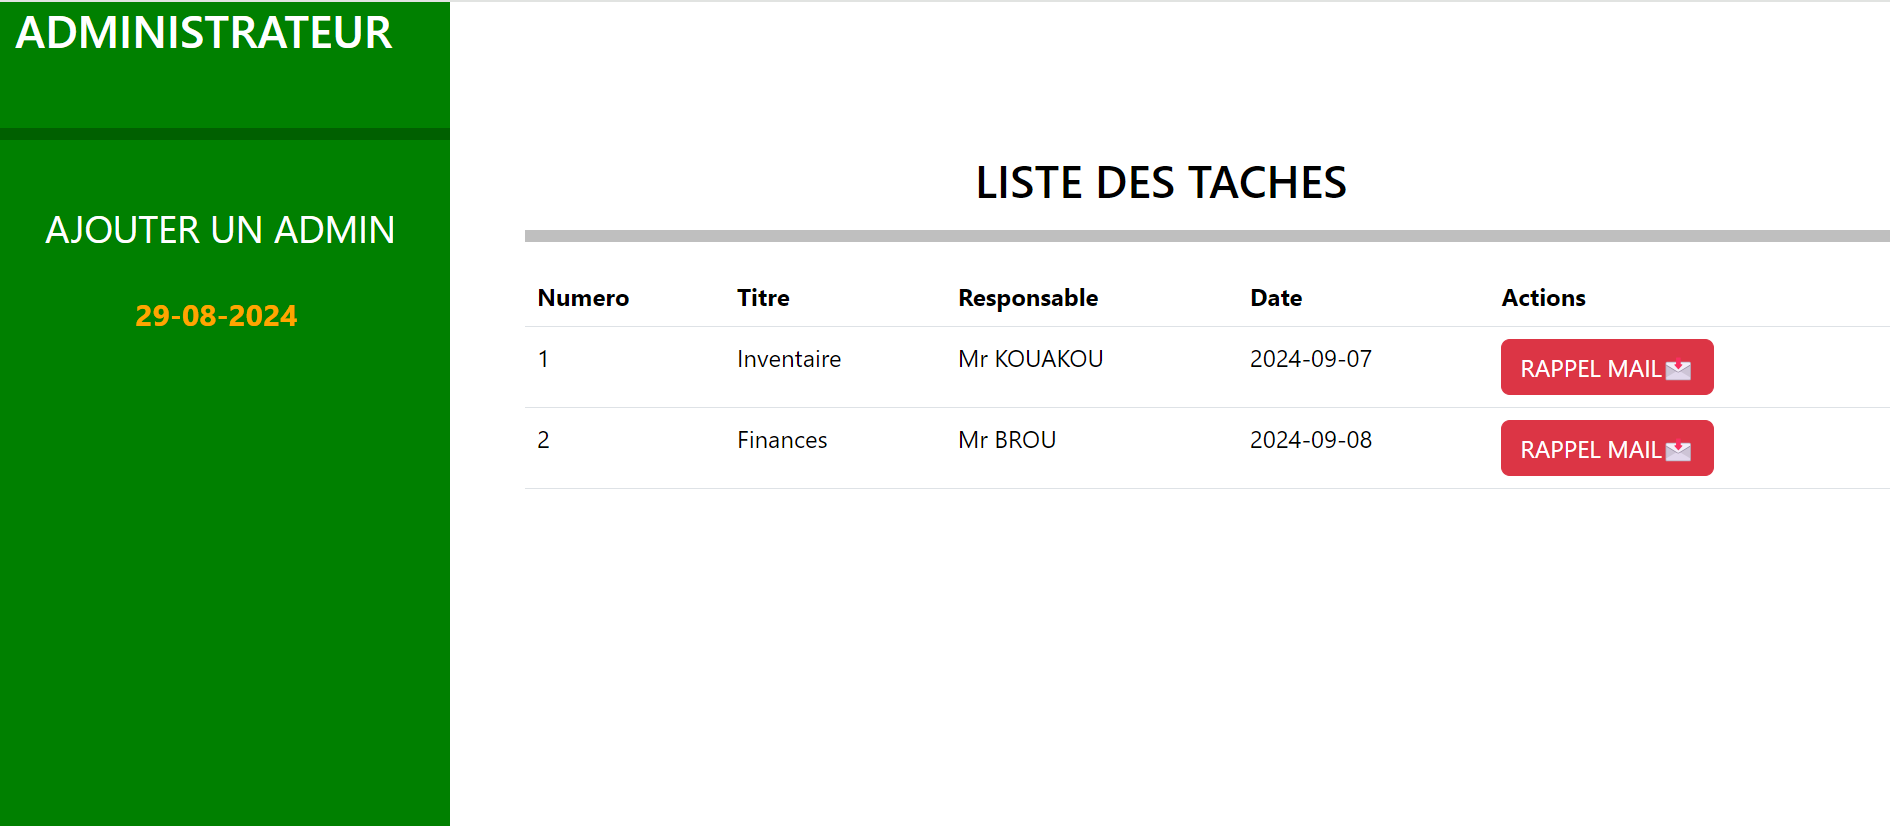 ADMINISTRATEUR
AJOUTER UN ADMIN
29-08-2024
LISTE DES TACHES
Numero Titre Responsable Date Actions
1 Inventaire Mr KOUAKOU 2024-09-07 RAPPEL MAIL
2 Finances Mr BROU 2024-09-08 RAPPEL MAIL